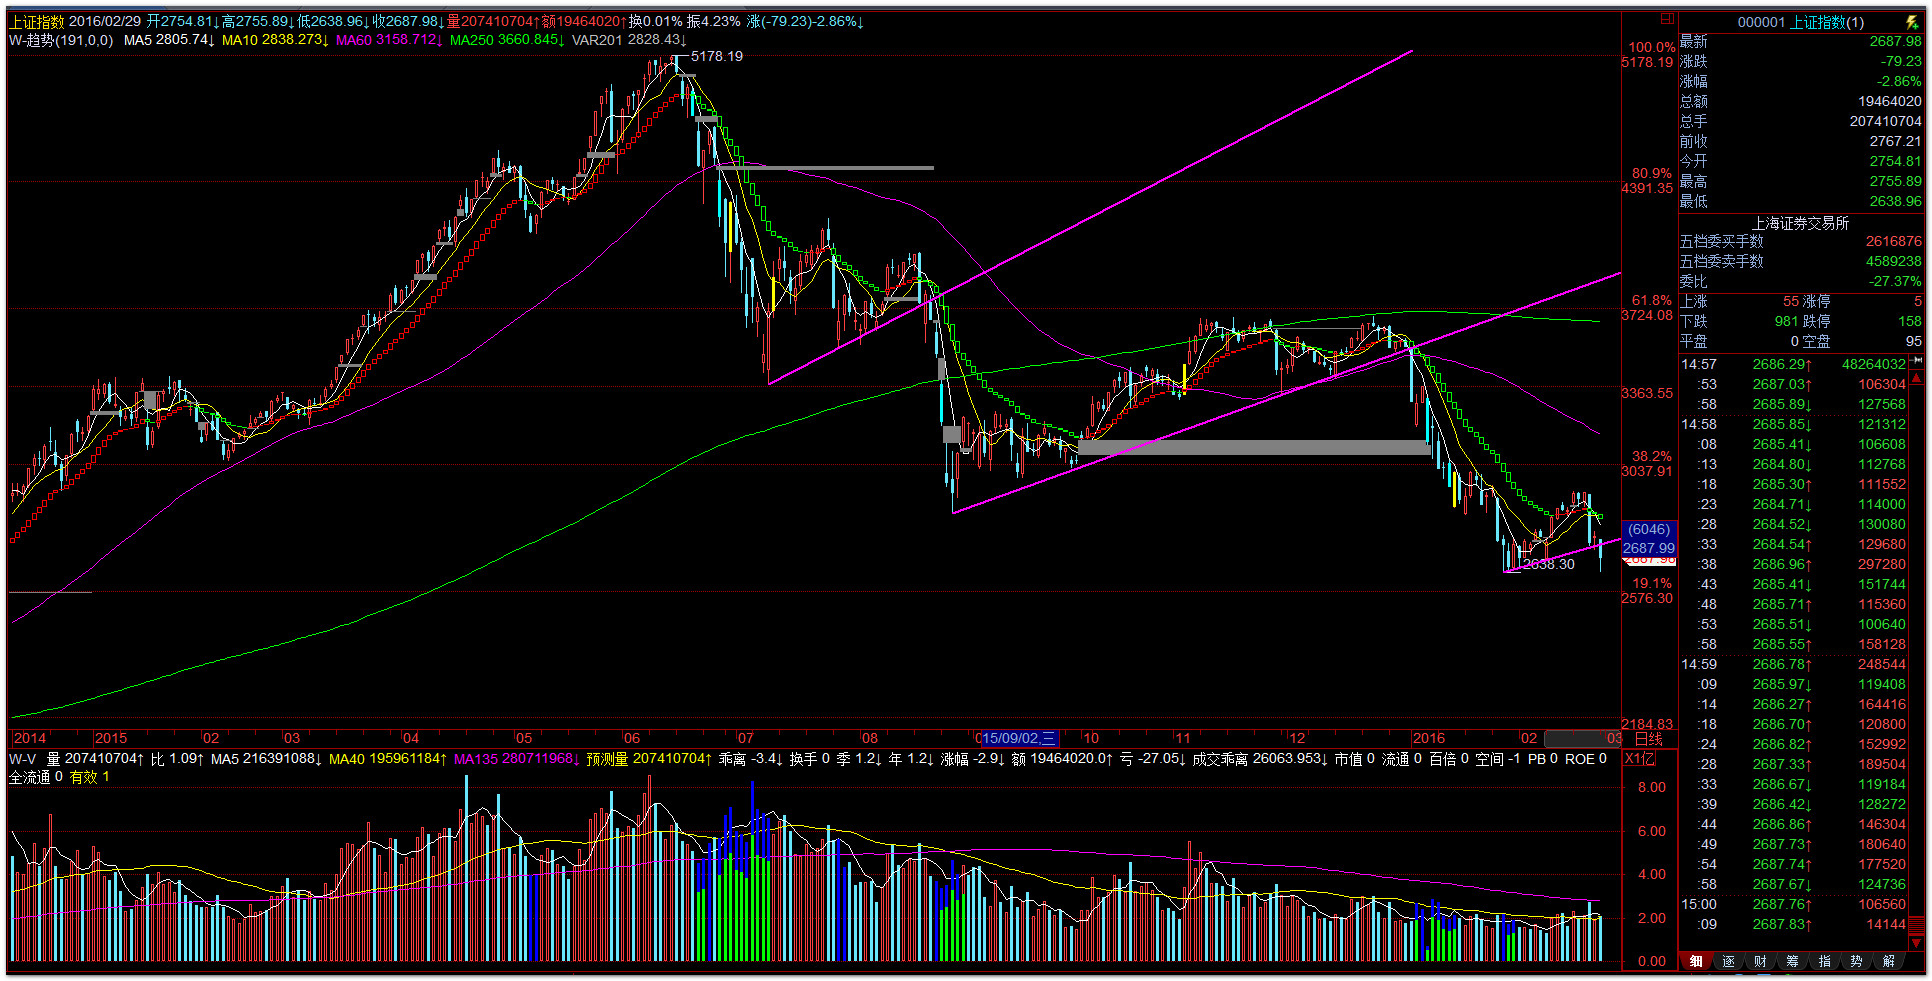 上证指数 2016/02/29 开2754.81↓高2755.89↓低2638.96↓收2687.98↓量207410704↑额19464020↑换0.01% 振4.23% 涨(-79.23)-2.86%↓
W-趋势(191,0,0) MA5 2805.74↓ MA10 2838.273↓ MA60 3158.712↓ MA250 3660.845↓ VAR201 2828.43↓
5178.19
2638.30
100.0%
5178.19
80.9%
4391.35
61.8%
3724.08
3363.55
38.2%
3037.91
(6046)
2687.99
19.1%
2576.30
2184.83
2014 2015 02 03 04 05 06 07 08 15/09/02,三 10 11 12 2016 02 03 日线
W-V 量 207410704↑ 比 1.09↑ MA5 216391088↓ MA40 195961184↑ MA135 280711968↓ 预测量 207410704↑ 乖离 -3.4↓ 换手 0 季 1.2↓ 年 1.2↓ 涨幅 -2.9↓ 额 19464020.0↑ 亏 -27.05↓ 成交乖离 26063.953↓ 市值 0 流通 0 百倍 0 空间 -1 PB 0 ROE 0
X1亿
全流通 0 有效 1
8.00
6.00
4.00
2.00
0.00
000001 上证指数(1)
最新 2687.98
涨跌 -79.23
涨幅 -2.86%
总额 19464020
总手 207410704
前收 2767.21
今开 2754.81
最高 2755.89
最低 2638.96
上海证券交易所
五档委买手数 2616876
五档委卖手数 4589238
委比 -27.37%
上涨 55 涨停 5
下跌 981 跌停 158
平盘 0 空盘 95
14:57 2686.29↑ 48264032
:53 2687.03↑ 106304
:58 2685.89↓ 127568
14:58 2685.85↓ 121312
:08 2685.41↓ 106608
:13 2684.80↓ 112768
:18 2685.30↑ 111552
:23 2684.71↓ 114000
:28 2684.52↓ 130080
:33 2684.54↑ 129680
:38 2686.96↑ 297280
:43 2685.41↓ 151744
:48 2685.71↑ 115360
:53 2685.51↓ 100640
:58 2685.55↑ 158128
14:59 2686.78↑ 248544
:09 2685.97↓ 119408
:14 2686.27↑ 164416
:18 2686.70↑ 120800
:24 2686.82↑ 152992
:28 2687.33↑ 189504
:33 2686.67↓ 119184
:39 2686.42↓ 128272
:44 2686.86↑ 146304
:49 2687.73↑ 180640
:54 2687.74↑ 177520
:58 2687.67↓ 124736
15:00 2687.76↑ 106560
:09 2687.83↑ 14144
细 逐 财 筹 指 势 解